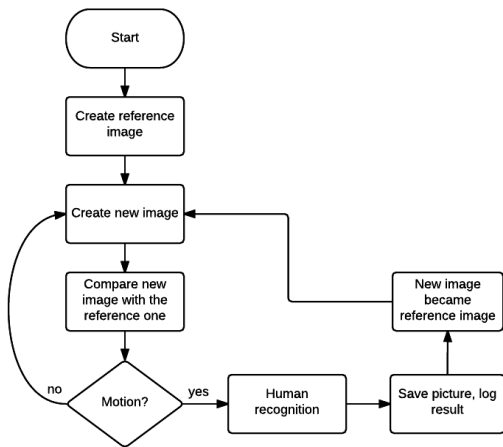 Start
Create reference
image
Create new image
Compare new
image with the
reference one
New image
became
reference image
no
Motion?
yes
Human
recognition
Save picture, log
result